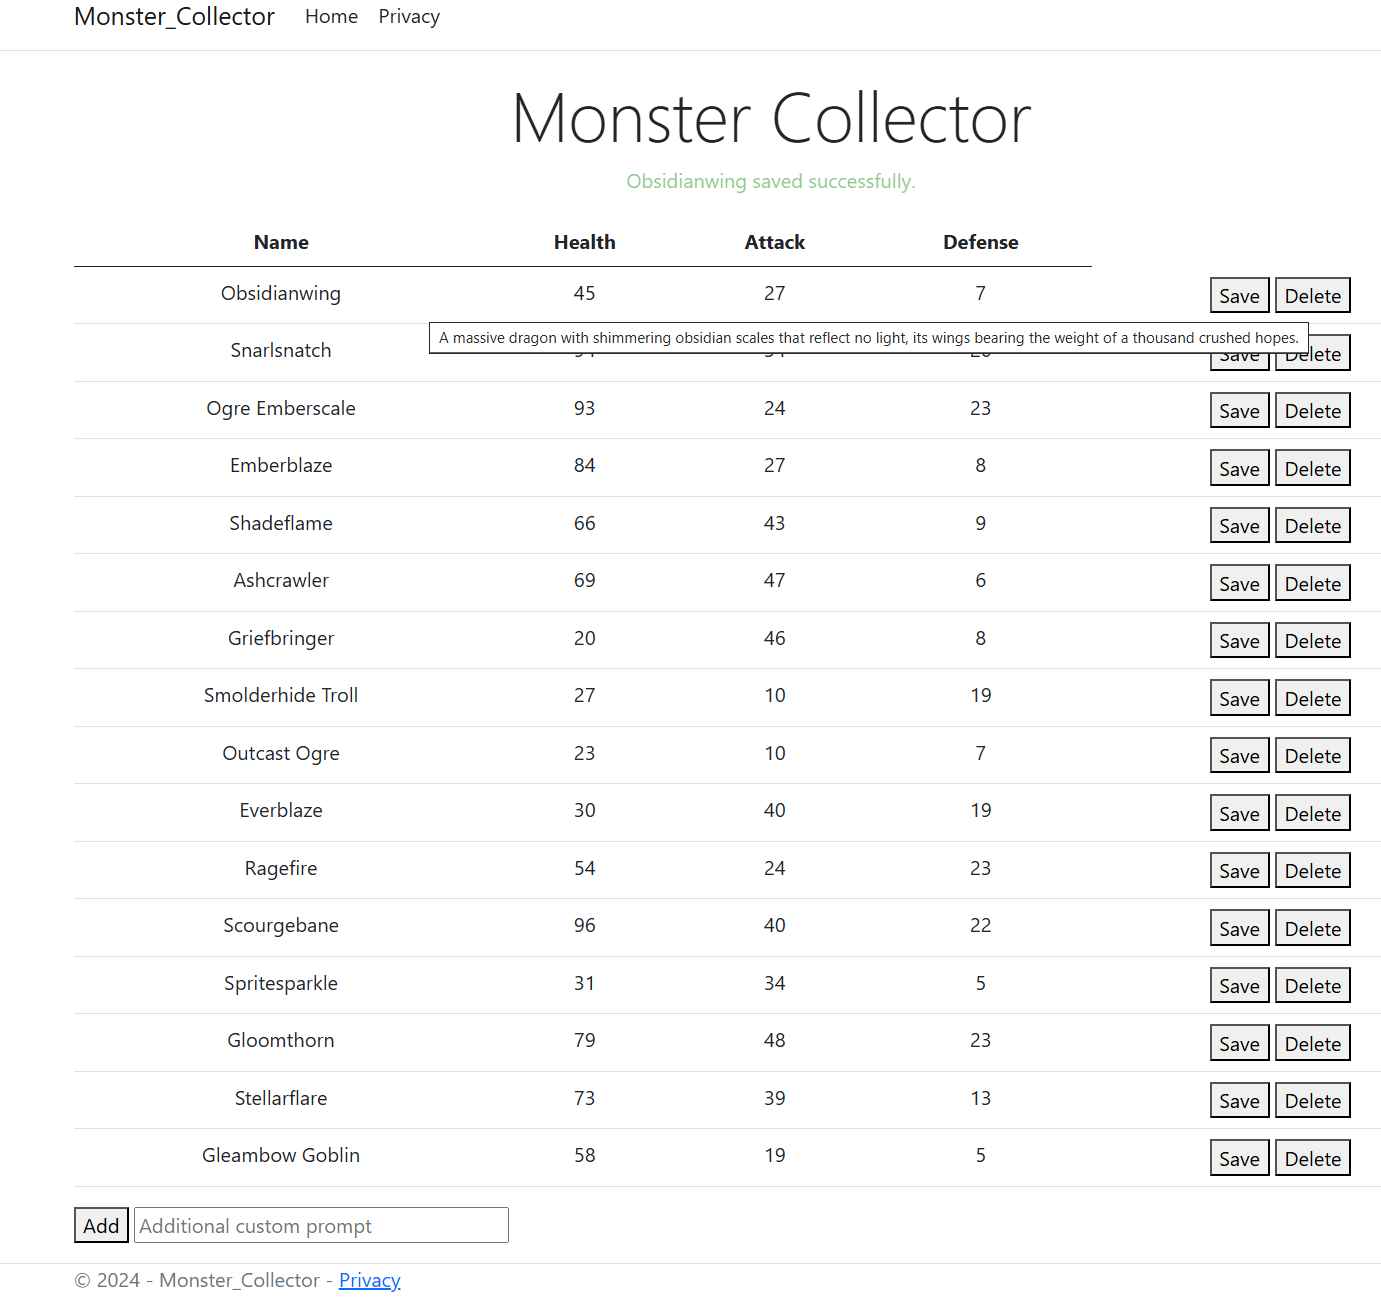 Monster_Collector Home Privacy
Monster Collector
Obsidianwing saved successfully.
Name Health Attack Defense
Obsidianwing 45 27 7 Save Delete
A massive dragon with shimmering obsidian scales that reflect no light, its wings bearing the weight of a thousand crushed hopes.
Snarlsnatch Save Delete
Ogre Emberscale 93 24 23 Save Delete
Emberblaze 84 27 8 Save Delete
Shadeflame 66 43 9 Save Delete
Ashcrawler 69 47 6 Save Delete
Griefbringer 20 46 8 Save Delete
Smolderhide Troll 27 10 19 Save Delete
Outcast Ogre 23 10 7 Save Delete
Everblaze 30 40 19 Save Delete
Ragefire 54 24 23 Save Delete
Scourgebane 96 40 22 Save Delete
Spritesparkle 31 34 5 Save Delete
Gloomthorn 79 48 23 Save Delete
Stellarflare 73 39 13 Save Delete
Gleambow Goblin 58 19 5 Save Delete
Add Additional custom prompt
© 2024 - Monster_Collector - Privacy